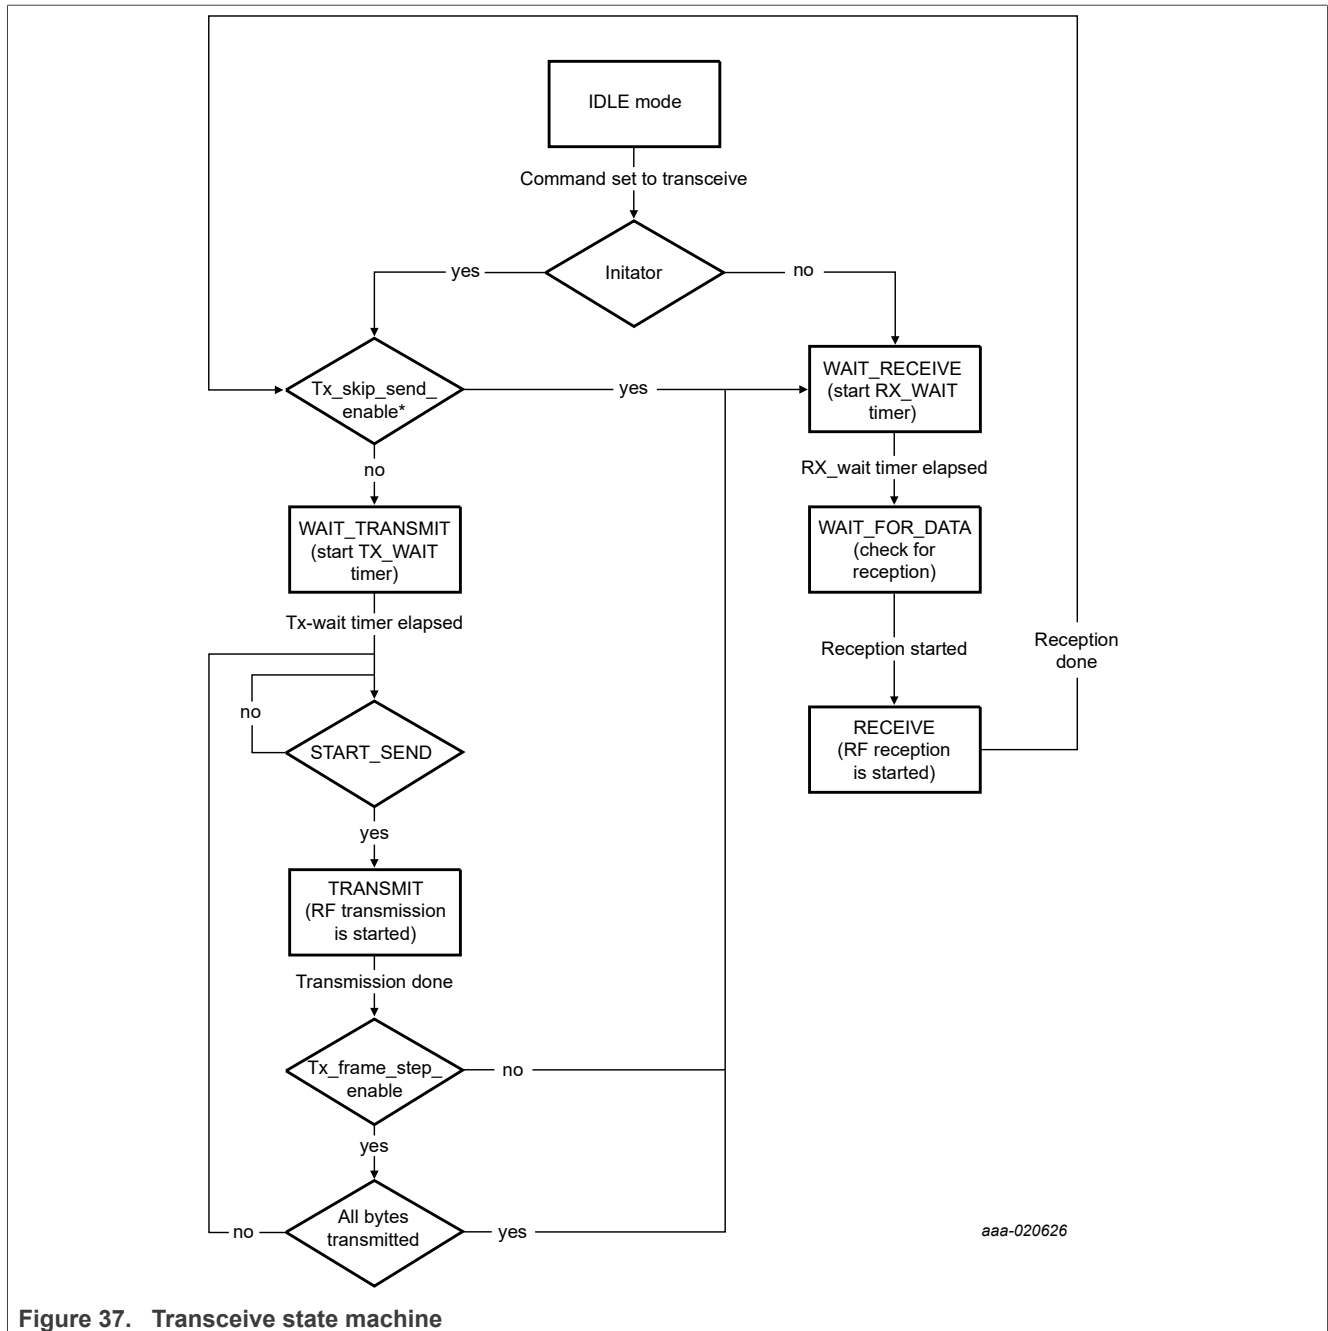 IDLE mode
Command set to transceive
Initator
yes
no
Tx_skip_send_
enable*
yes
WAIT_RECEIVE
(start RX_WAIT
timer)
no
RX_wait timer elapsed
WAIT_TRANSMIT
(start TX_WAIT
timer)
WAIT_FOR_DATA
(check for
reception)
Tx-wait timer elapsed
Reception started
Reception
done
no
START_SEND
RECEIVE
(RF reception
is started)
yes
TRANSMIT
(RF transmission
is started)
Transmission done
Tx_frame_step_
enable
no
yes
All bytes
transmitted
no
yes
aaa-020626
Figure 37. Transceive state machine